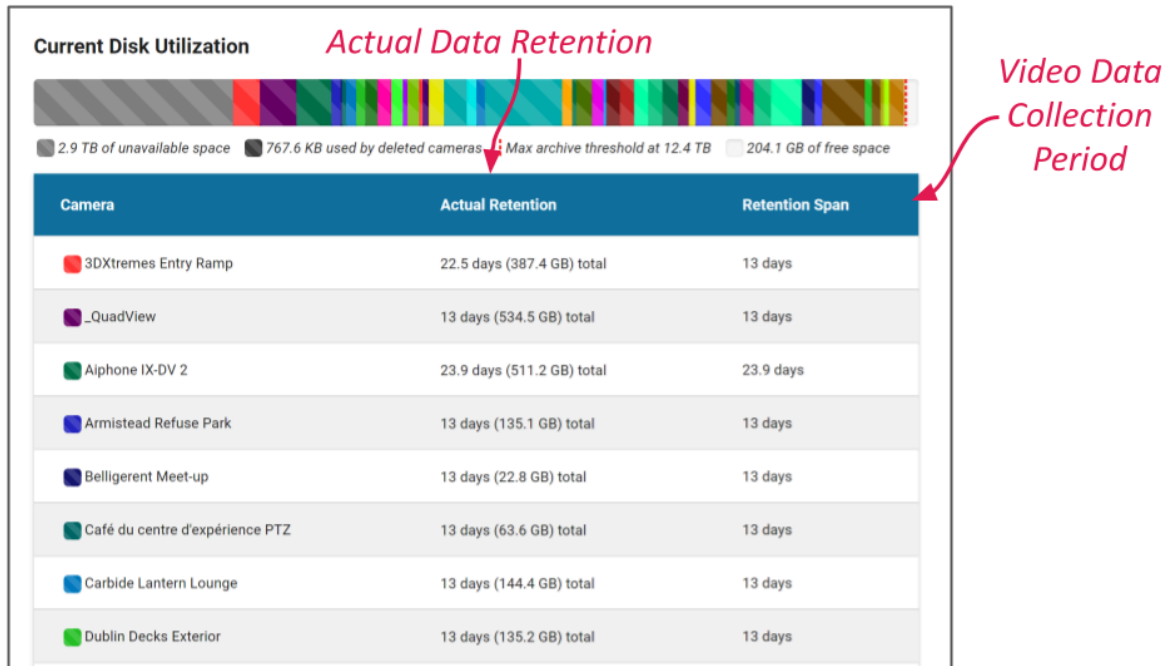 Current Disk Utilization
Actual Data Retention
Video Data
Collection
Period
2.9 TB of unavailable space 767.6 KB used by deleted cameras Max archive threshold at 12.4 TB 204.1 GB of free space
Camera Actual Retention Retention Span
3DXtremes Entry Ramp 22.5 days (387.4 GB) total 13 days
_QuadView 13 days (534.5 GB) total 13 days
Aiphone IX-DV 2 23.9 days (511.2 GB) total 23.9 days
Armistead Refuse Park 13 days (135.1 GB) total 13 days
Belligerent Meet-up 13 days (22.8 GB) total 13 days
Café du centre d'expérience PTZ 13 days (63.6 GB) total 13 days
Carbide Lantern Lounge 13 days (144.4 GB) total 13 days
Dublin Decks Exterior 13 days (135.2 GB) total 13 days